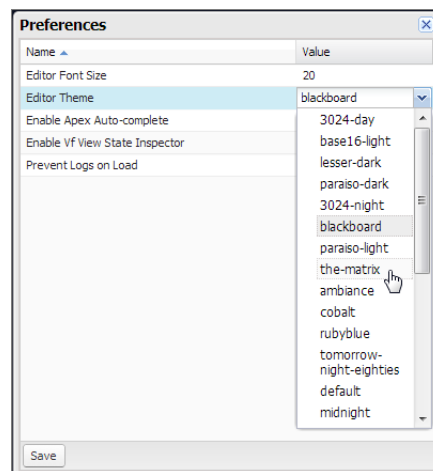 Preferences
Name Value
Editor Font Size 20
Editor Theme blackboard
Enable Apex Auto-complete
Enable Vf View State Inspector
Prevent Logs on Load
3024-day
base16-light
lesser-dark
paraiso-dark
3024-night
blackboard
paraiso-light
the-matrix
ambiance
cobalt
rubyblue
tomorrow-
night-eighties
default
midnight
Save